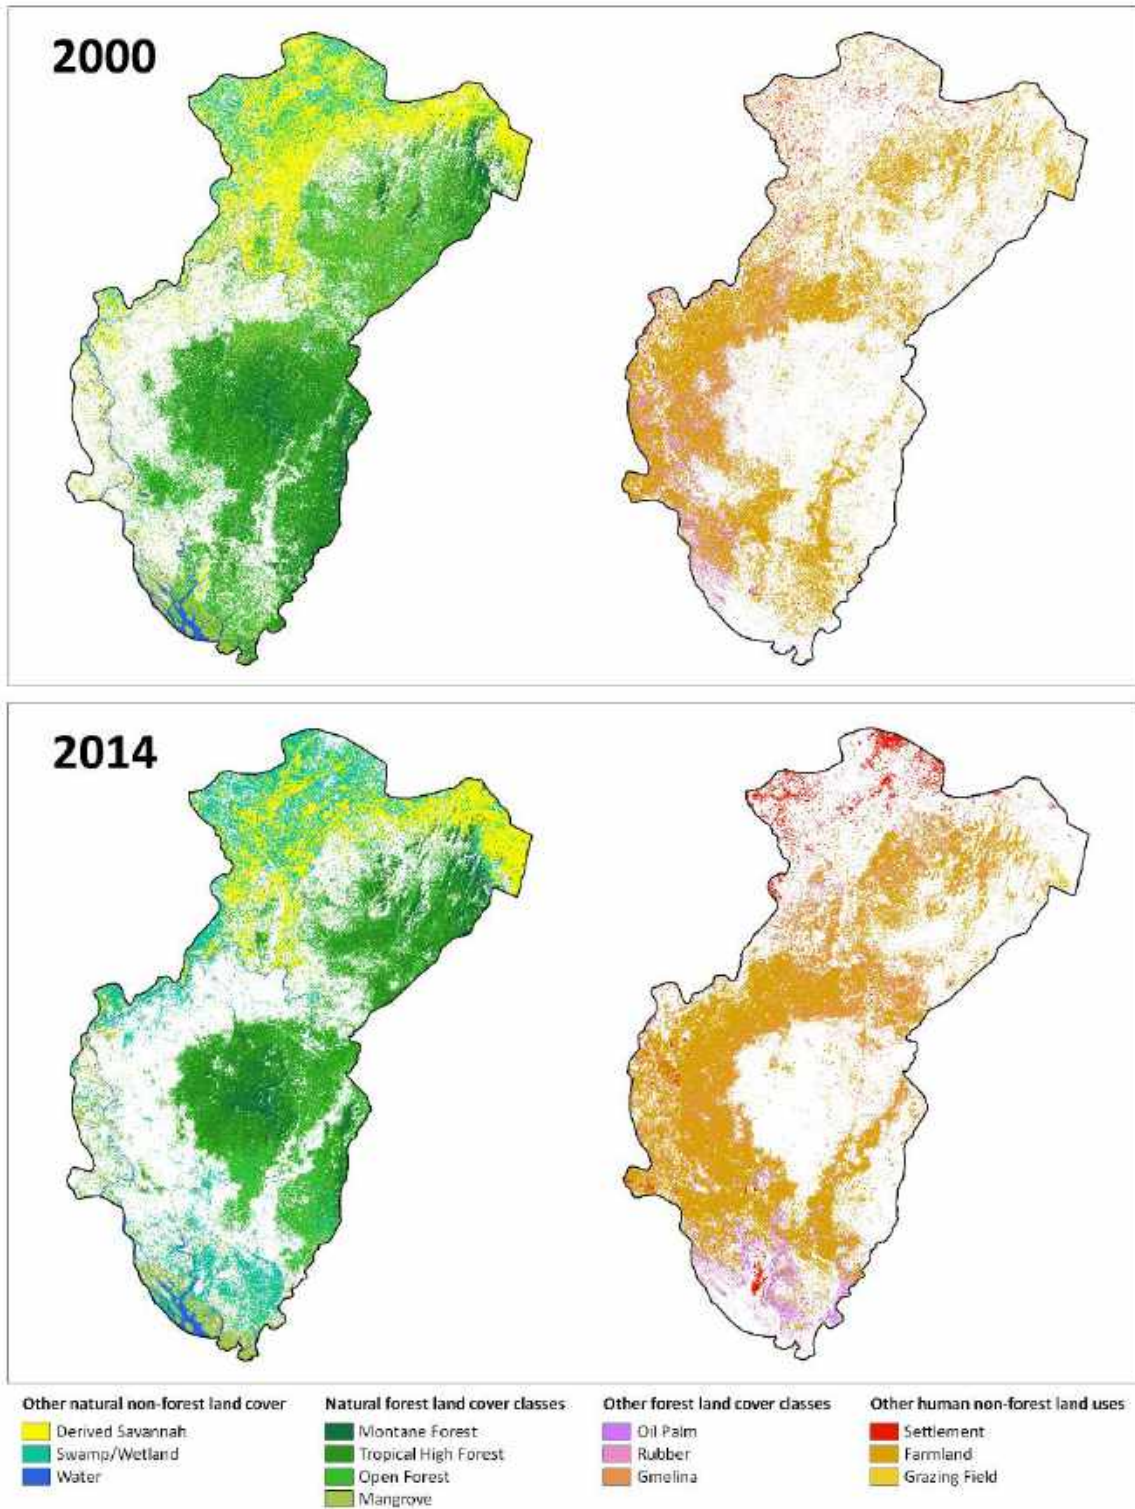 2000
2014
Other natural non-forest land cover
Derived Savannah
Swamp/Wetland
Water
Natural forest land cover classes
Montane Forest
Tropical High Forest
Open Forest
Mangrove
Other forest land cover classes
Oil Palm
Rubber
Gmelina
Other human non-forest land uses
Settlement
Farmland
Grazing Field